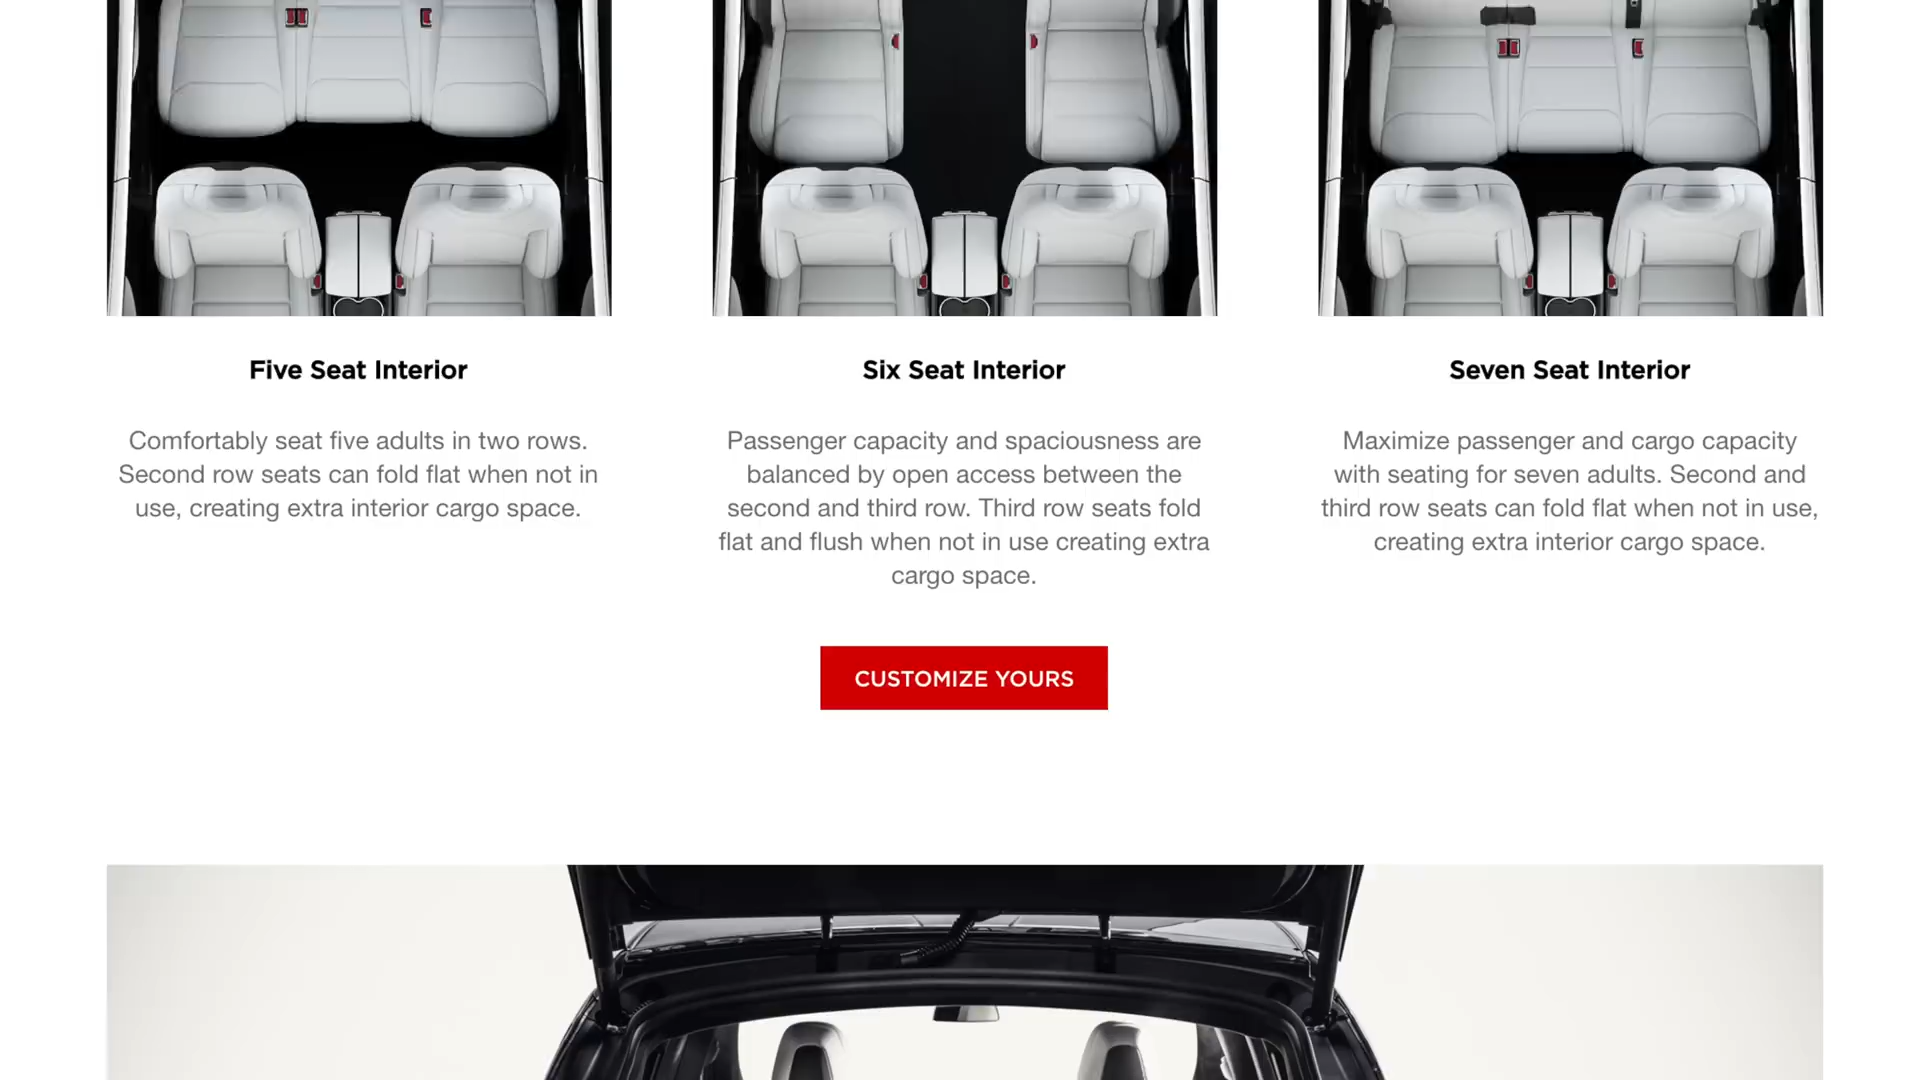 Five Seat Interior
Comfortably seat five adults in two rows.
Second row seats can fold flat when not in
use, creating extra interior cargo space.
Six Seat Interior
Passenger capacity and spaciousness are
balanced by open access between the
second and third row. Third row seats fold
flat and flush when not in use creating extra
cargo space.
Seven Seat Interior
Maximize passenger and cargo capacity
with seating for seven adults. Second and
third row seats can fold flat when not in use,
creating extra interior cargo space.
CUSTOMIZE YOURS